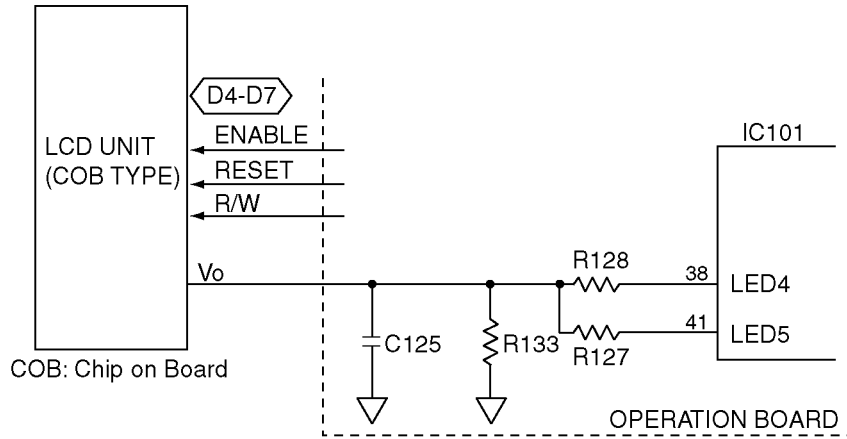 D4-D7
LCD UNIT
(COB TYPE)
ENABLE
RESET
R/W
Vo
IC101
R128
38
LED4
41
LED5
R127
C125
R133
COB: Chip on Board
OPERATION BOARD